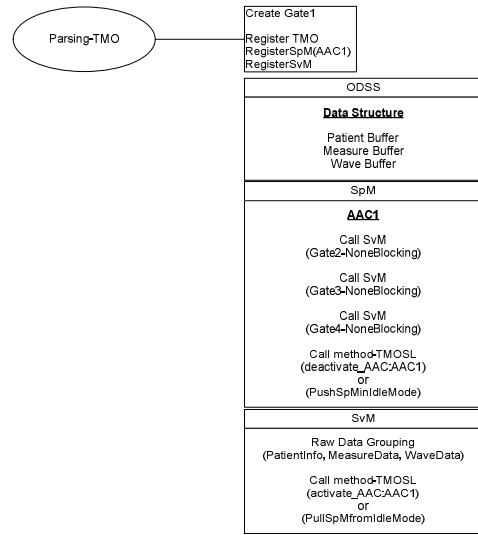 Parsing-TMO
Create Gate1
Register TMO
RegisterSpM(AAC1)
RegisterSvM
ODSS
Data Structure
Patient Buffer
Measure Buffer
Wave Buffer
SpM
AAC1
Call SvM
(Gate2-NoneBlocking)
Call SvM
(Gate3-NoneBlocking)
Call SvM
(Gate4-NoneBlocking)
Call method-TMOSL
(deactivate_AAC:AAC1)
or
(PushSpMinIdleMode)
SvM
Raw Data Grouping
(PatientInfo, MeasureData, WaveData)
Call method-TMOSL
(activate_AAC:AAC1)
or
(PullSpMfromIdleMode)